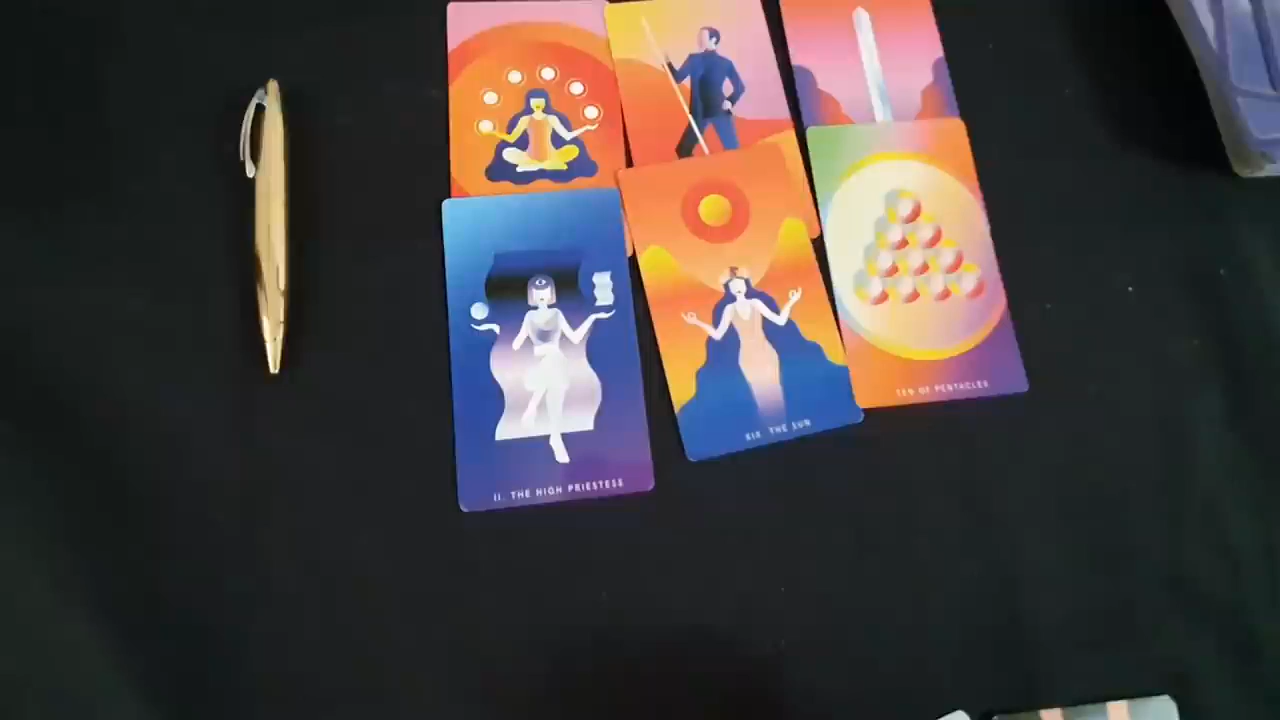 II. THE HIGH PRIESTESS
XIX. THE SUN
TEN OF PENTACLES